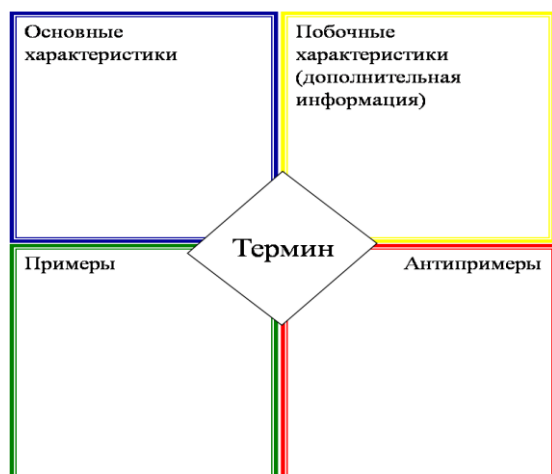 Основные
характеристики
Побочные
характеристики
(дополнительная
информация)
Термин
Примеры
Антипримеры